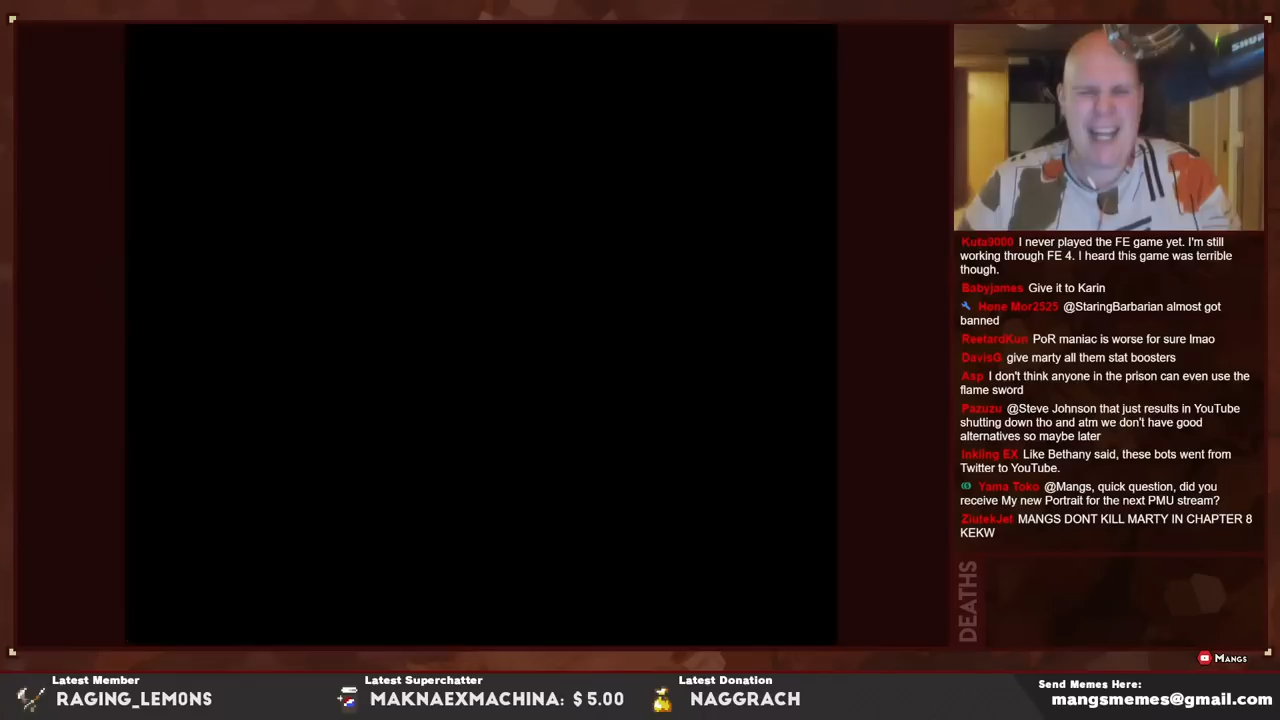 SHURE
Kuta9000 I never played the FE game yet. I'm still
working through FE 4. I heard this game was terrible
though.
Babyjames Give it to Karin
Hone Mor2525 @StaringBarbarian almost got
banned
ReetardKun PoR maniac is worse for sure lmao
DavisG give marty all them stat boosters
Asp I don't think anyone in the prison can even use the
flame sword
Pazuzu @Steve Johnson that just results in YouTube
shutting down tho and atm we don't have good
alternatives so maybe later
Inkling EX Like Bethany said, these bots went from
Twitter to YouTube.
Yama Toko @Mangs, quick question, did you
receive My new Portrait for the next PMU stream?
ZiutekJet MANGS DONT KILL MARTY IN CHAPTER 8
KEKW
DEATHS
MANGS
Latest Member
RAGING_LEM0NS
Latest Superchatter
MAKNAEXMACHINA: $ 5.00
Latest Donation
NAGGRACH
Send Memes Here:
mangsmemes@gmail.com